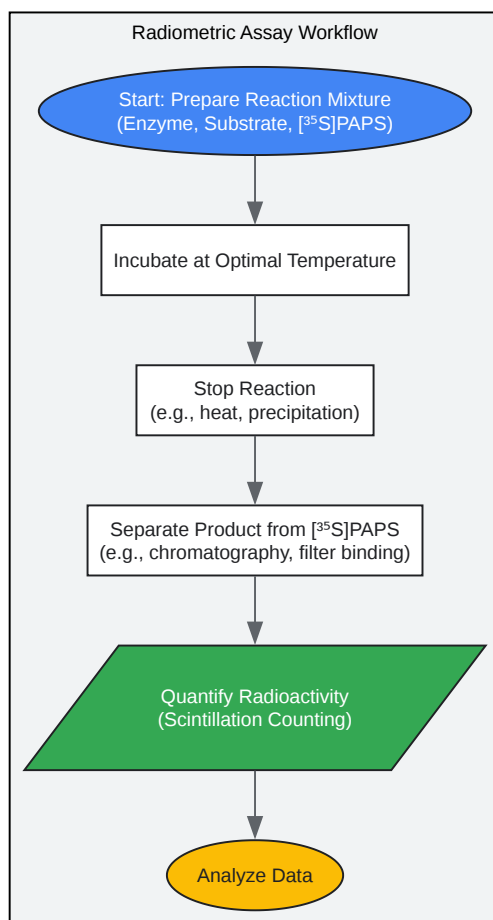 Radiometric Assay Workflow
Start: Prepare Reaction Mixture
(Enzyme, Substrate, [³⁵S]PAPS)
Incubate at Optimal Temperature
Stop Reaction
(e.g., heat, precipitation)
Separate Product from [³⁵S]PAPS
(e.g., chromatography, filter binding)
Quantify Radioactivity
(Scintillation Counting)
Analyze Data